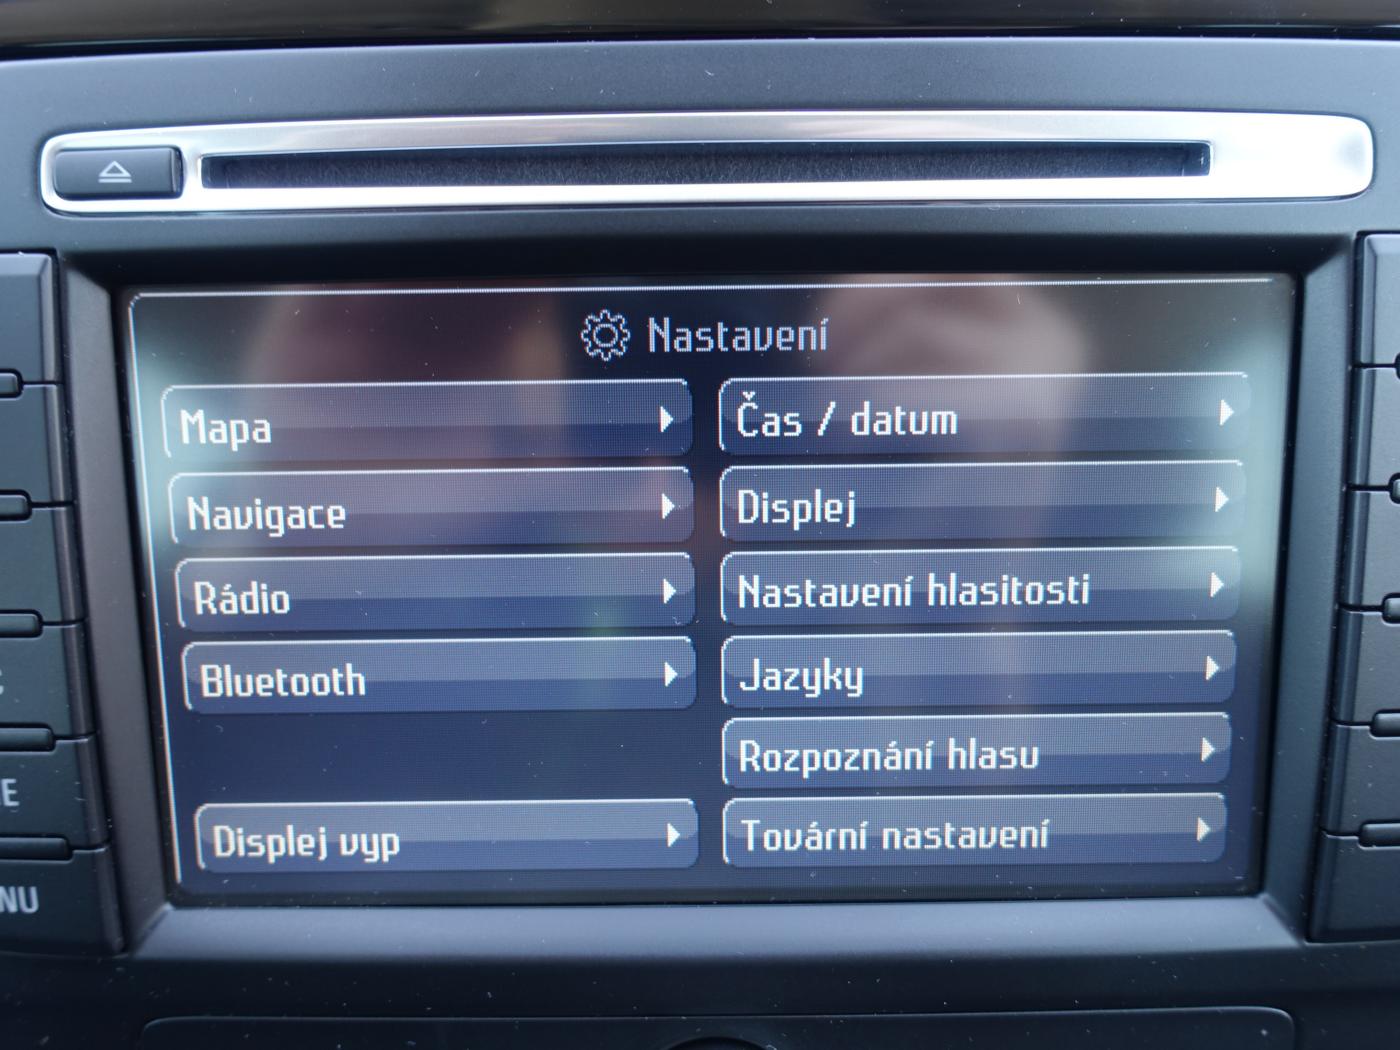 Nastavení
Mapa
Navigace
Rádio
Bluetooth
Displej vyp
Čas / datum
Displej
Nastavení hlasitosti
Jazyky
Rozpoznání hlasu
Tovární nastavení